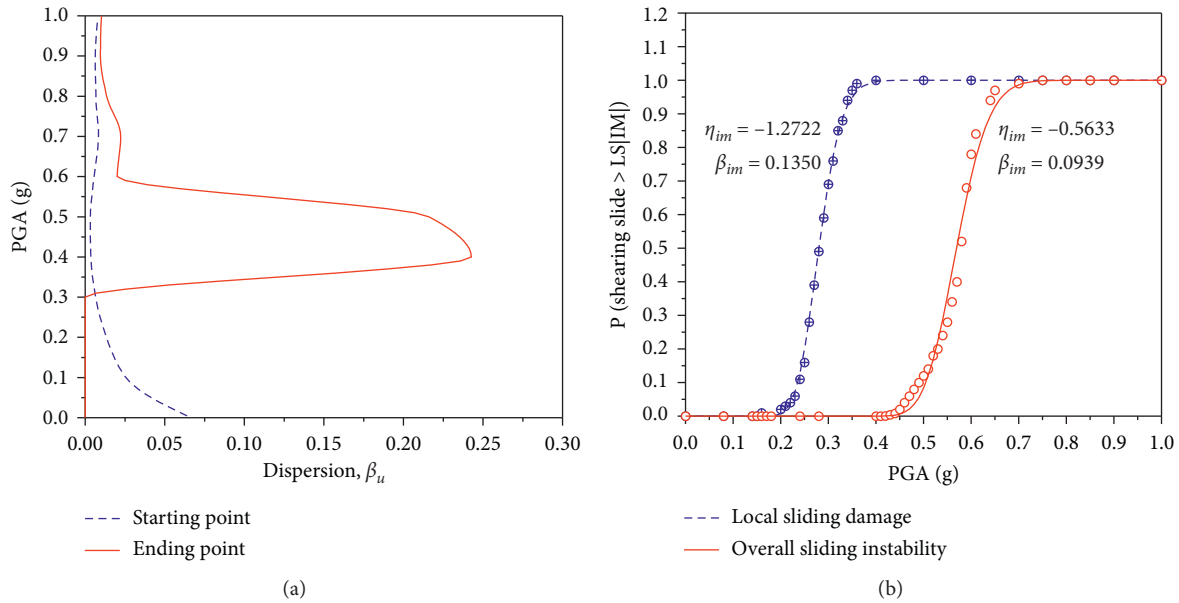 1.0
0.9
0.8
0.7
0.6
0.5
0.4
0.3
0.2
0.1
0.0
PGA (g)
0.00 0.05 0.10 0.15 0.20 0.25 0.30
Dispersion, βu
Starting point
Ending point
(a)
1.2
1.1
1.0
0.9
0.8
0.7
0.6
0.5
0.4
0.3
0.2
0.1
0.0
P (shearing slide > LS|IM|)
ηim = –1.2722
βim = 0.1350
ηim = –0.5633
βim = 0.0939
0.0 0.1 0.2 0.3 0.4 0.5 0.6 0.7 0.8 0.9 1.0
PGA (g)
Local sliding damage
Overall sliding instability
(b)